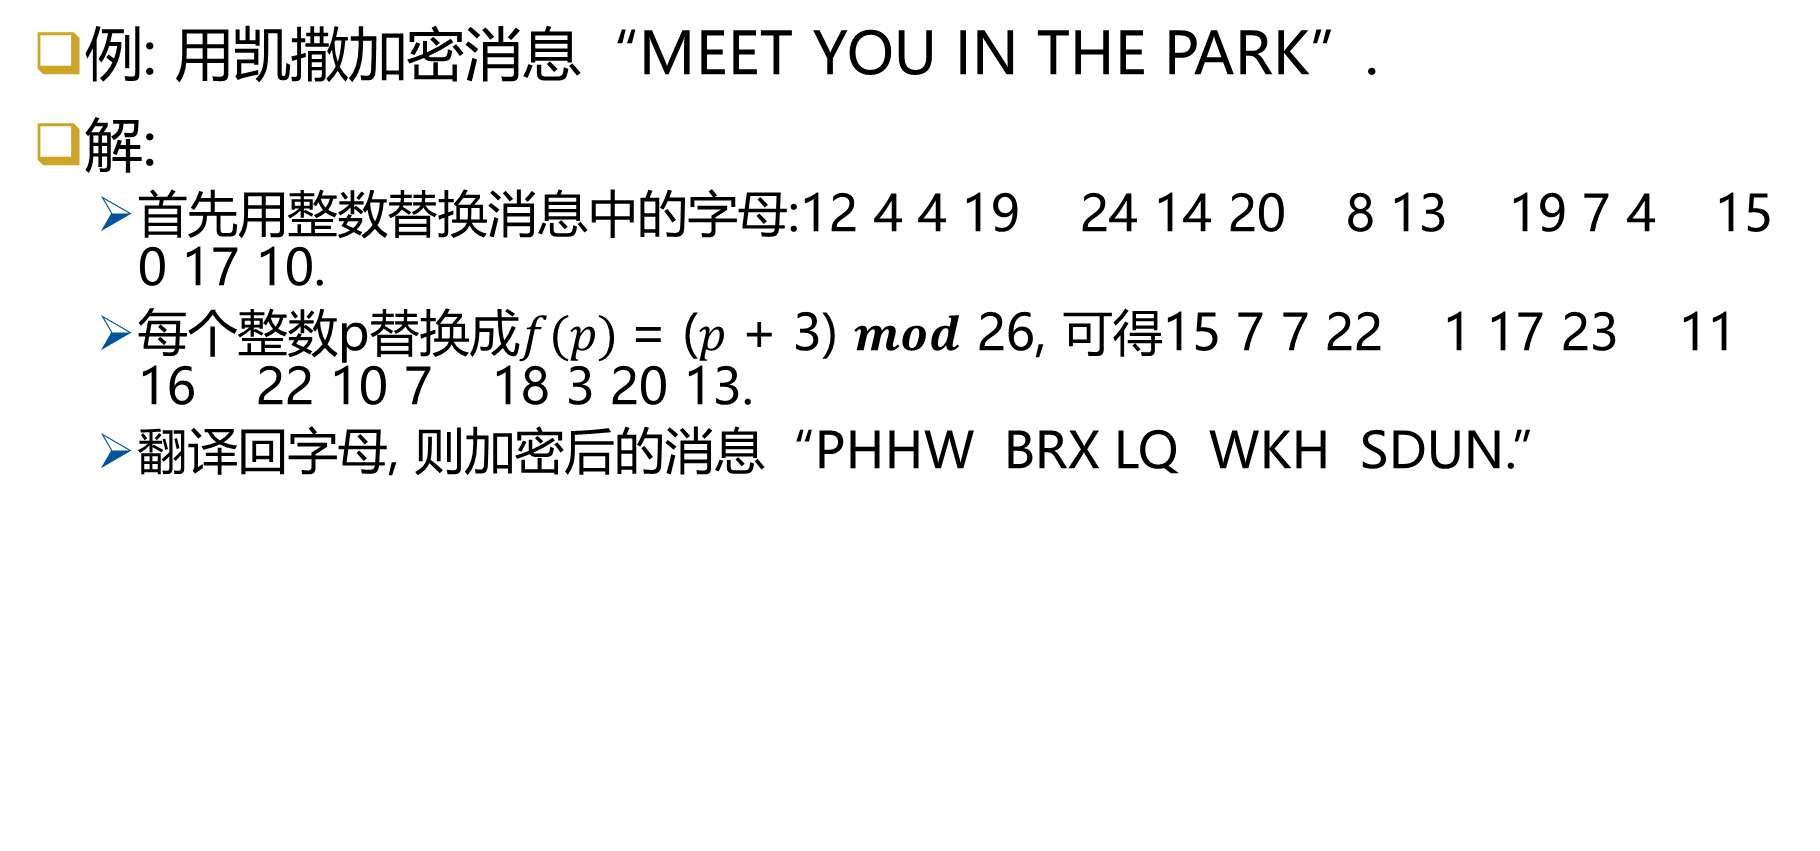 例: 用凯撒加密消息“MEET YOU IN THE PARK”.
解:
首先用整数替换消息中的字母:12 4 4 19 24 14 20 8 13 19 7 4 15
0 17 10.
每个整数p替换成f(p) = (p + 3) mod 26, 可得15 7 7 22 1 17 23 11
16 22 10 7 18 3 20 13.
翻译回字母, 则加密后的消息“PHHW BRX LQ WKH SDUN.”